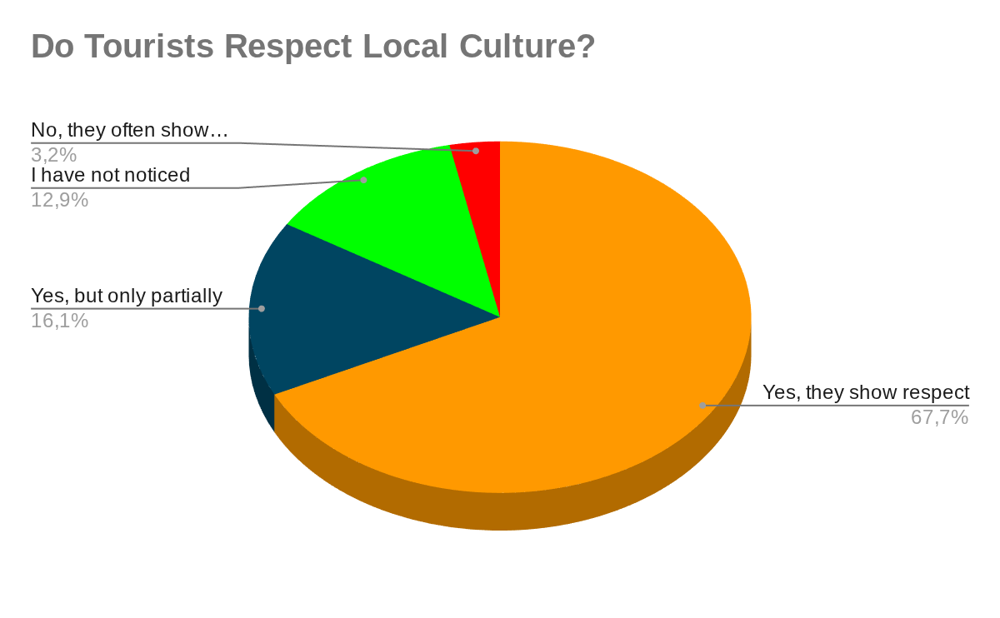 Do Tourists Respect Local Culture?
No, they often show…
3,2%
I have not noticed
12,9%
Yes, but only partially
16,1%
Yes, they show respect
67,7%